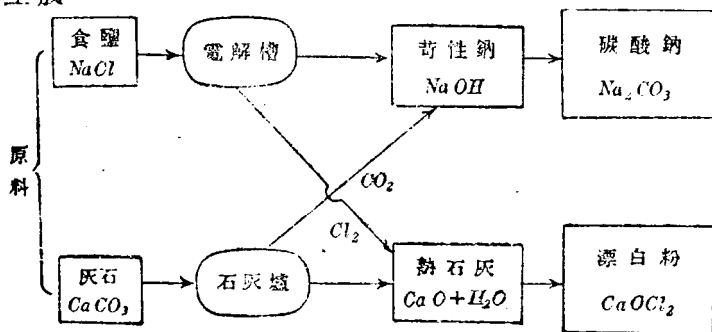 食鹽
NaCl
電解槽
苛性鈉
NaOH
碳酸鈉
Na₂CO₃
原料
CO₂
Cl₂
灰石
CaCO₃
石灰爐
熟石灰
CaO+H₂O
漂白粉
CaOCl₂